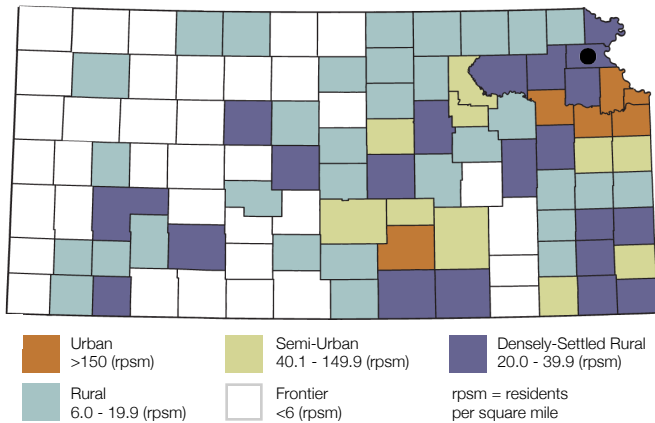 Urban
>150 (rpsm)
Semi-Urban
40.1 - 149.9 (rpsm)
Densely-Settled Rural
20.0 - 39.9 (rpsm)
Rural
6.0 - 19.9 (rpsm)
Frontier
<6 (rpsm)
rpsm = residents
per square mile